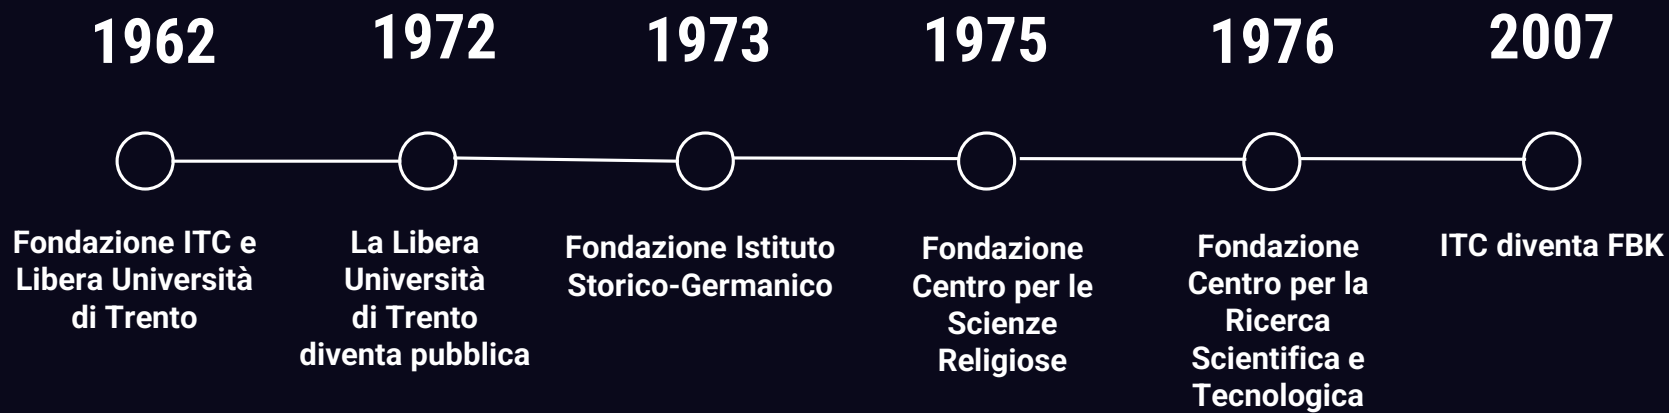 1962
1972
1973
1975
1976
2007
Fondazione ITC e
Libera Università
di Trento
La Libera
Università
di Trento
diventa pubblica
Fondazione Istituto
Storico-Germanico
Fondazione
Centro per le
Scienze
Religiose
Fondazione
Centro per la
Ricerca
Scientifica e
Tecnologica
ITC diventa FBK